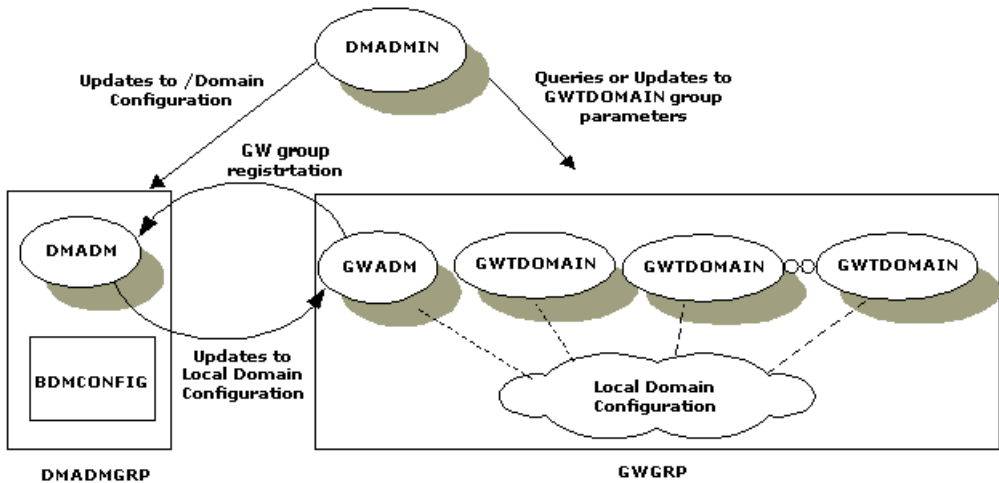 DMADMIN
Updates to /Domain
Configuration
Queries or Updates to
GWTDOMAIN group
parameters
GW group
registrtation
DMADM
GWADM
GWTDOMAIN
GWTDOMAIN
GWTDOMAIN
BDMCONFIG
Updates to
Local Domain
Configuration
Local Domain
Configuration
DMADMGRP
GWGRP